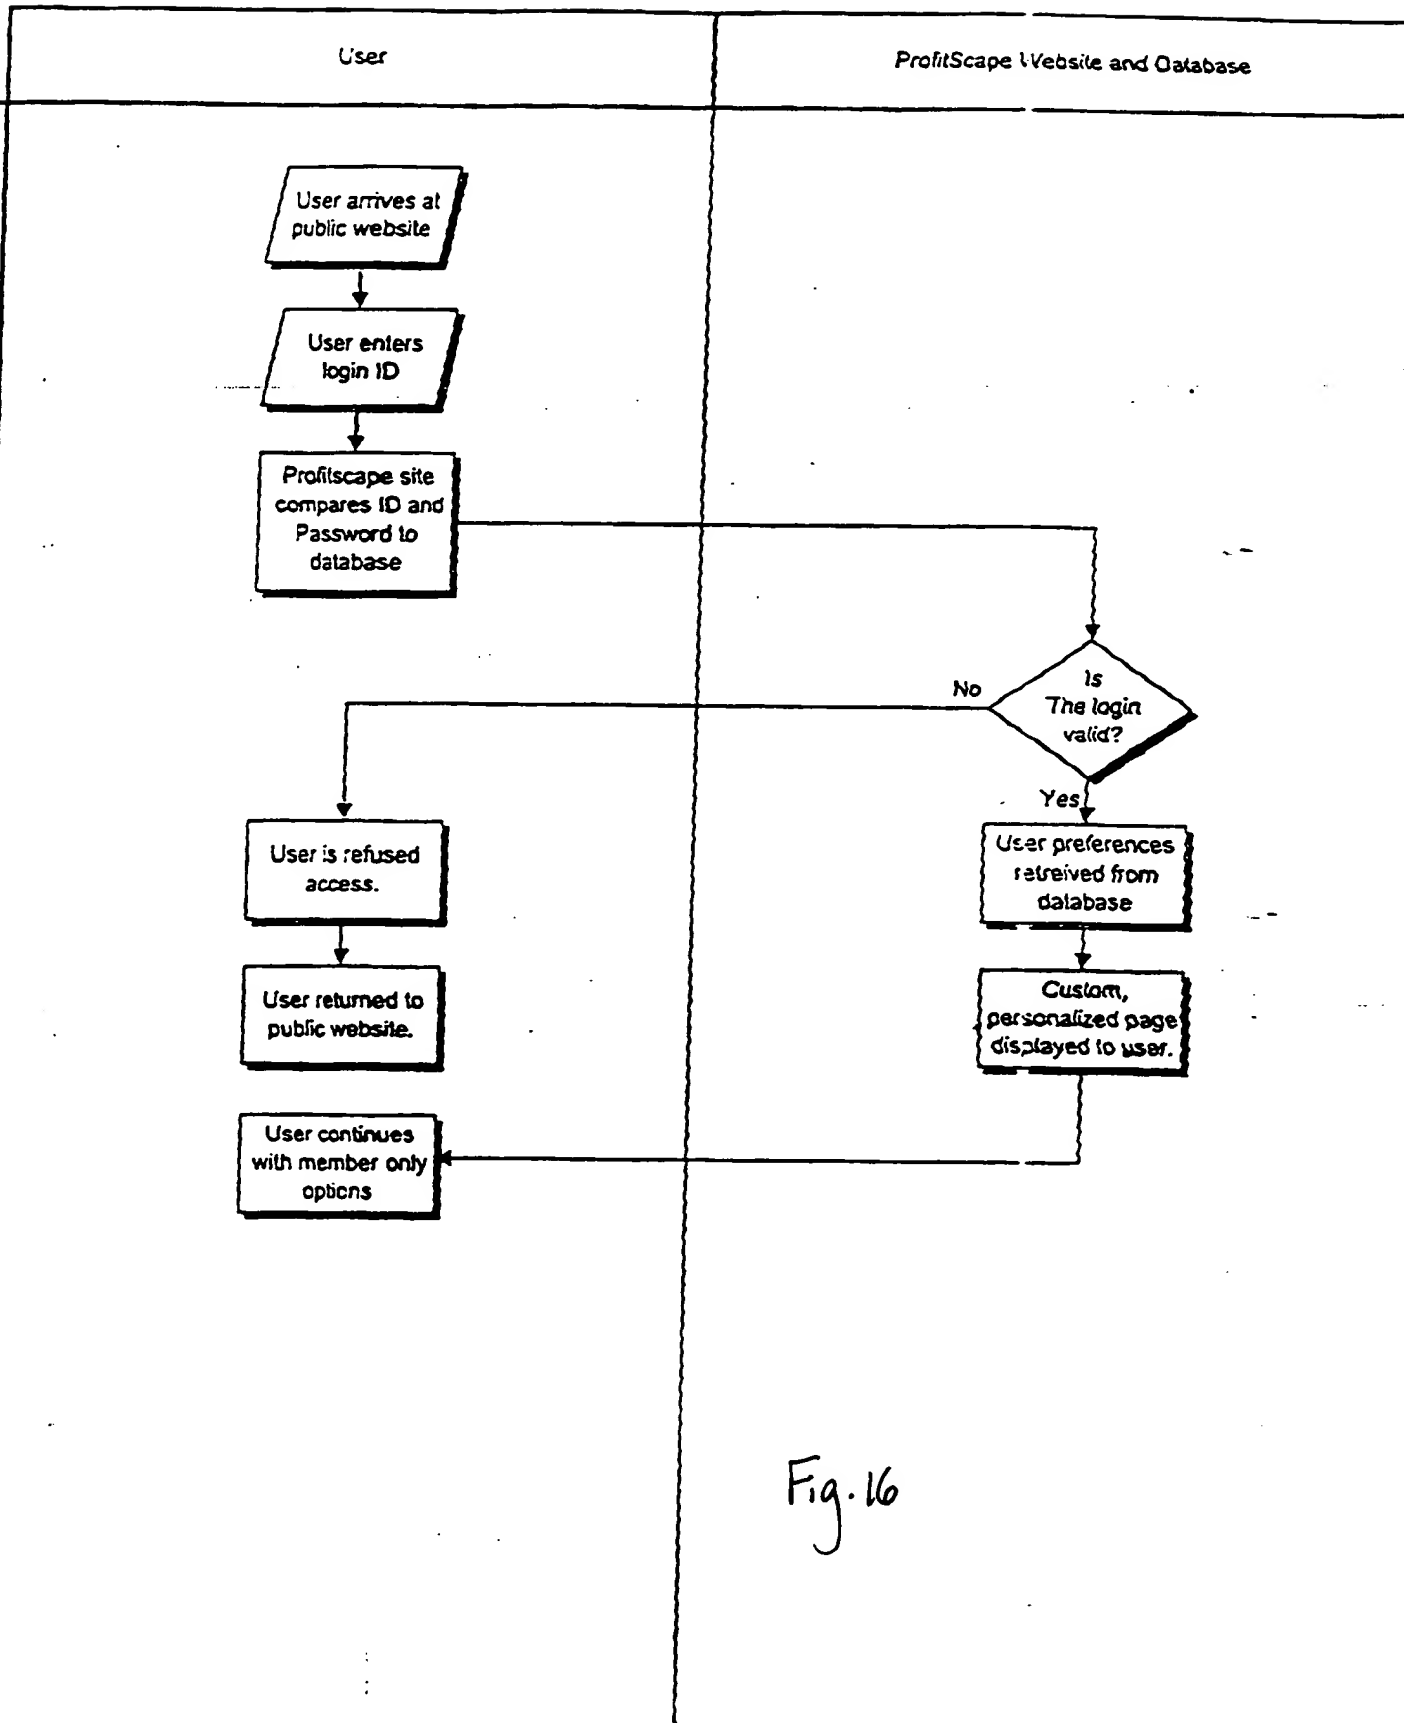 User
ProfitScape Website and Database
User arrives at
public website
User enters
login ID
Profitscape site
compares ID and
Password to
database
Is
The login
valid?
No
Yes
User is refused
access.
User preferences
retreived from
database
User returned to
public website.
Custom,
personalized page
displayed to user.
User continues
with member only
options
Fig. 16